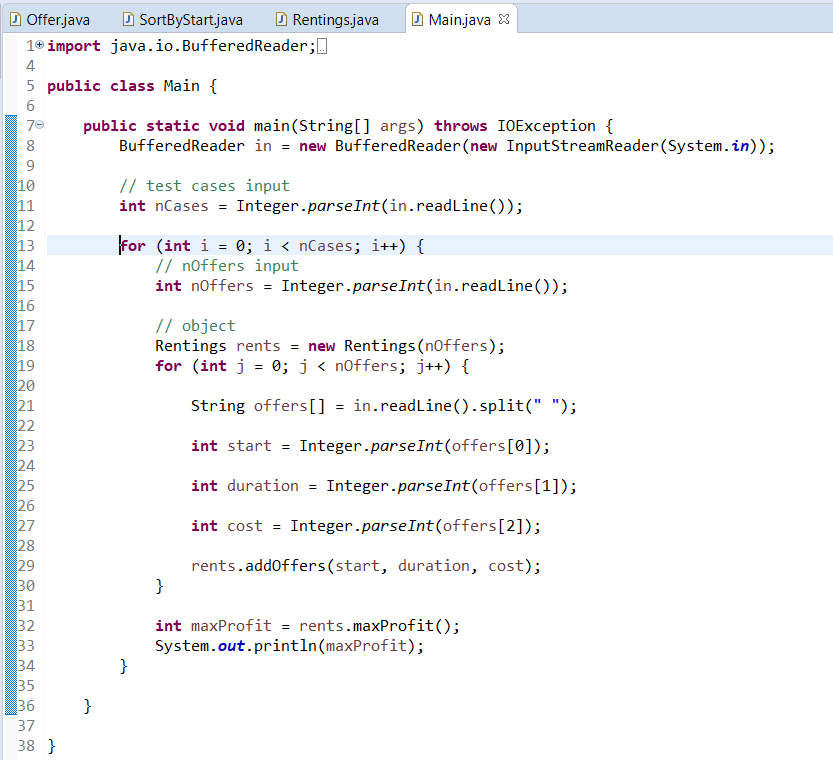 Offer.java SortByStart.java Rentings.java Main.java
1 import java.io.BufferedReader;
4
5 public class Main {
6
7 public static void main(String[] args) throws IOException {
8 BufferedReader in = new BufferedReader(new InputStreamReader(System.in));
9
10 // test cases input
11 int nCases = Integer.parseInt(in.readLine());
12
13 for (int i = 0; i < nCases; i++) {
14 // nOffers input
15 int nOffers = Integer.parseInt(in.readLine());
16
17 // object
18 Rentings rents = new Rentings(nOffers);
19 for (int j = 0; j < nOffers; j++) {
20
21 String offers[] = in.readLine().split(" ");
22
23 int start = Integer.parseInt(offers[0]);
24
25 int duration = Integer.parseInt(offers[1]);
26
27 int cost = Integer.parseInt(offers[2]);
28
29 rents.addOffers(start, duration, cost);
30 }
31
32 int maxProfit = rents.maxProfit();
33 System.out.println(maxProfit);
34 }
35
36 }
37
38 }